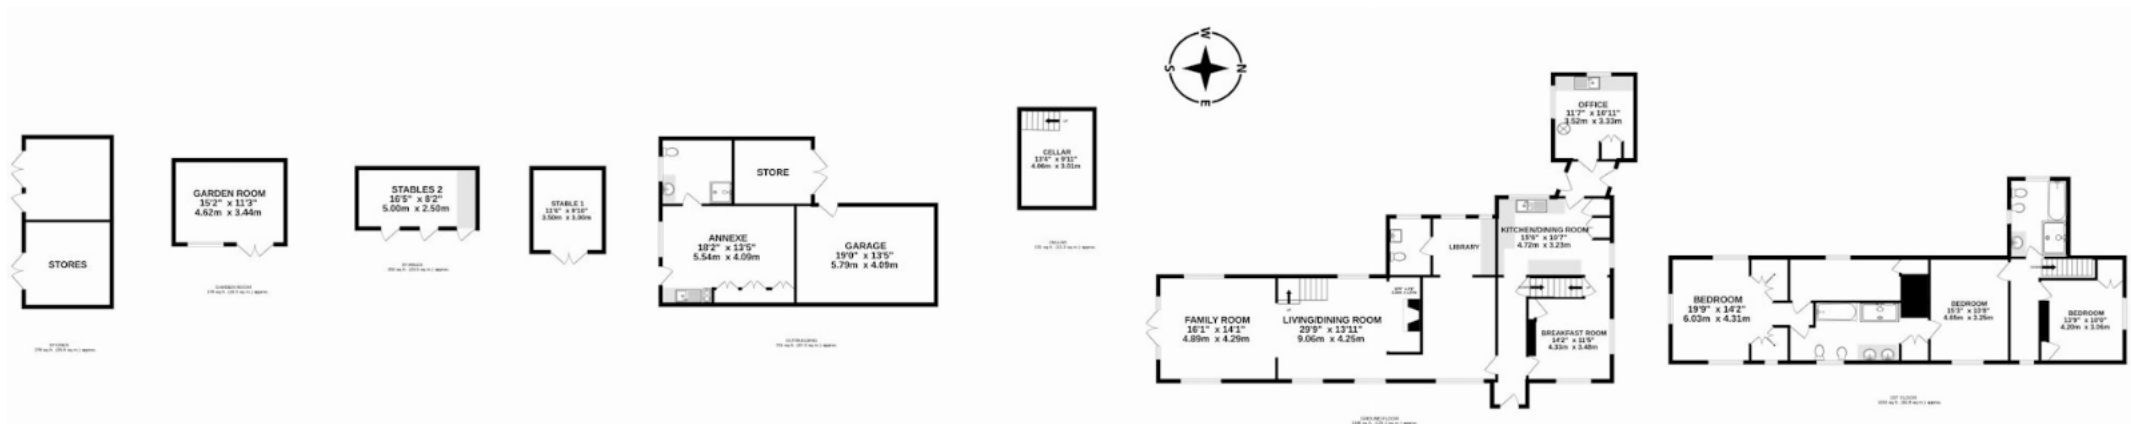 STORES
GARDEN ROOM
15'2" x 11'3"
4.62m x 3.44m
STABLES 2
16'5" x 8'2"
5.00m x 2.50m
STABLE 1
11'6" x 9'10"
3.50m x 3.00m
STORE
ANNEXE
18'2" x 13'5"
5.54m x 4.09m
GARAGE
19'0" x 13'5"
5.79m x 4.09m
CELLAR
13'4" x 9'11"
4.06m x 3.01m
W
S
N
E
OFFICE
11'7" x 10'11"
3.52m x 3.33m
KITCHEN/DINING ROOM
15'6" x 10'7"
4.72m x 3.23m
LIBRARY
FAMILY ROOM
16'1" x 14'1"
4.89m x 4.29m
LIVING/DINING ROOM
29'9" x 13'11"
9.06m x 4.25m
BREAKFAST ROOM
14'2" x 11'5"
4.33m x 3.48m
BEDROOM
19'9" x 14'2"
6.03m x 4.31m
BEDROOM
15'3" x 10'8"
4.65m x 3.25m
BEDROOM
13'9" x 10'0"
4.20m x 3.06m